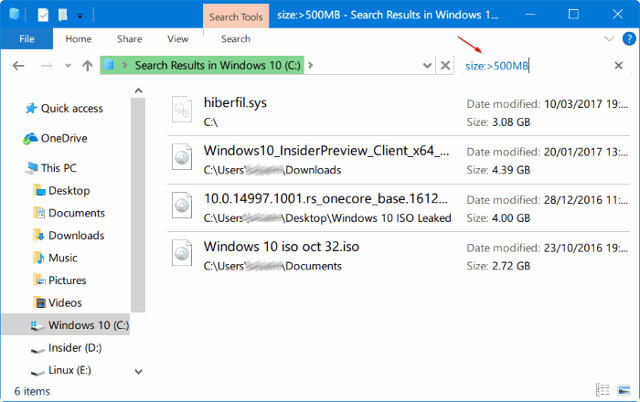 Search Tools
size:>500MB - Search Results in Windows 1...
File Home Share View Search
Search Results in Windows 10 (C:)
size:>500MB
Quick access
OneDrive
This PC
Desktop
Documents
Downloads
Music
Pictures
Videos
Windows 10 (C:)
Insider (D:)
Linux (E:)
hiberfil.sys Date modified: 10/03/2017 19:...
C:\ Size: 3.08 GB
Windows10_InsiderPreview_Client_x64_... Date modified: 20/01/2017 13:...
C:\Users\ \Downloads Size: 4.39 GB
10.0.14997.1001.rs_onecore_base.1612... Date modified: 28/12/2016 11:...
C:\Users\ \Desktop\Windows 10 ISO Leaked Size: 4.00 GB
Windows 10 iso oct 32.iso Date modified: 23/10/2016 19:...
C:\Users\ \Documents Size: 2.72 GB
6 items